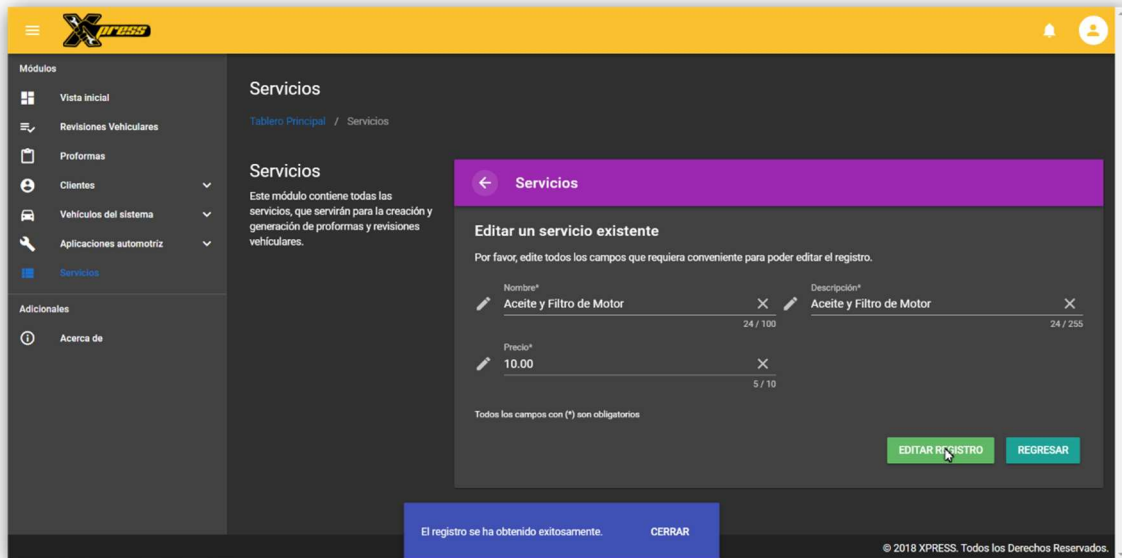 Xpress
Módulos
Vista inicial
Revisiones Vehiculares
Proformas
Clientes
Vehículos del sistema
Aplicaciones automotriz
Servicios
Adicionales
Acerca de
Servicios
Tablero Principal / Servicios
Servicios
Este módulo contiene todas las
servicios, que servirán para la creación y
generación de proformas y revisiones
vehículares.
Servicios
Editar un servicio existente
Por favor, edite todos los campos que requiera conveniente para poder editar el registro.
Nombre*
Aceite y Filtro de Motor
24 / 100
Descripción*
Aceite y Filtro de Motor
24 / 255
Precio*
10.00
5 / 10
Todos los campos con (*) son obligatorios
EDITAR REGISTRO
REGRESAR
El registro se ha obtenido exitosamente.
CERRAR
© 2018 XPRESS. Todos los Derechos Reservados.